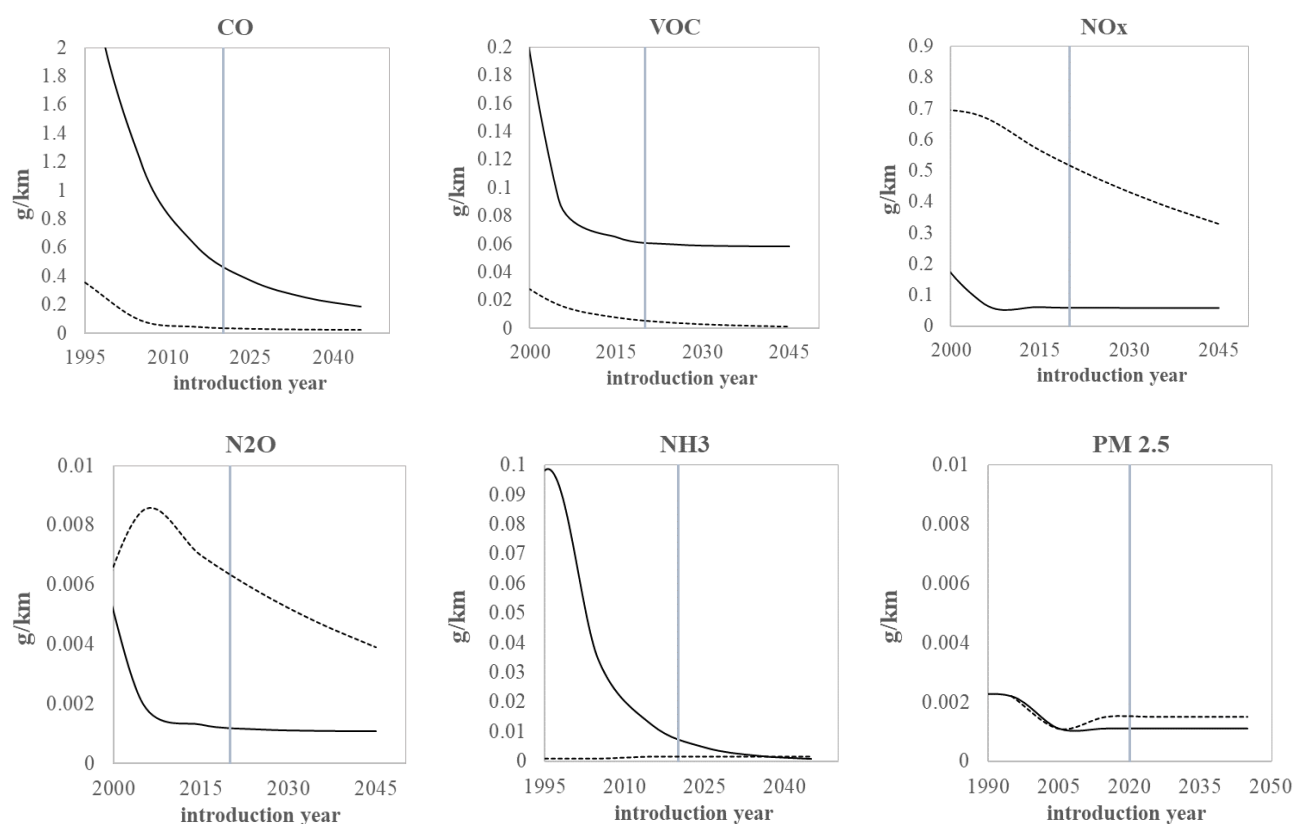 CO
2
1.8
1.6
1.4
1.2
1
0.8
0.6
0.4
0.2
0
g/km
1995 2010 2025 2040
introduction year
VOC
0.2
0.18
0.16
0.14
0.12
0.1
0.08
0.06
0.04
0.02
0
g/km
2000 2015 2030 2045
introduction year
NOx
0.9
0.8
0.7
0.6
0.5
0.4
0.3
0.2
0.1
0
g/km
2000 2015 2030 2045
introduction year
N2O
0.01
0.008
0.006
0.004
0.002
0
g/km
2000 2015 2030 2045
introduction year
NH3
0.1
0.09
0.08
0.07
0.06
0.05
0.04
0.03
0.02
0.01
0
g/km
1995 2010 2025 2040
introduction year
PM 2.5
0.01
0.008
0.006
0.004
0.002
0
g/km
1990 2005 2020 2035 2050
introduction year